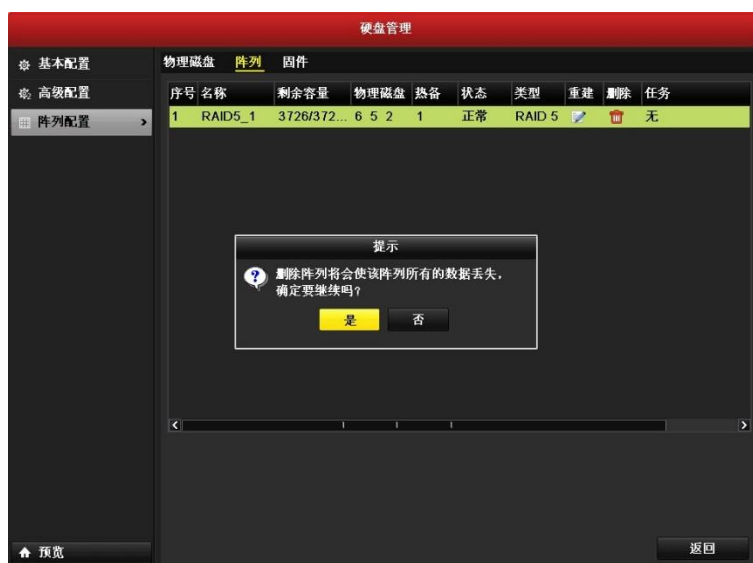 硬盘管理
基本配置
高级配置
阵列配置
物理磁盘 阵列 固件
序号 名称 剩余容量 物理磁盘 热备 状态 类型 重建 删除 任务
1 RAID5_1 3726/372... 6 5 2 1 正常 RAID 5 无
提示
删除阵列将会使该阵列所有的数据丢失，
确定要继续吗？
是 否
预览
返回